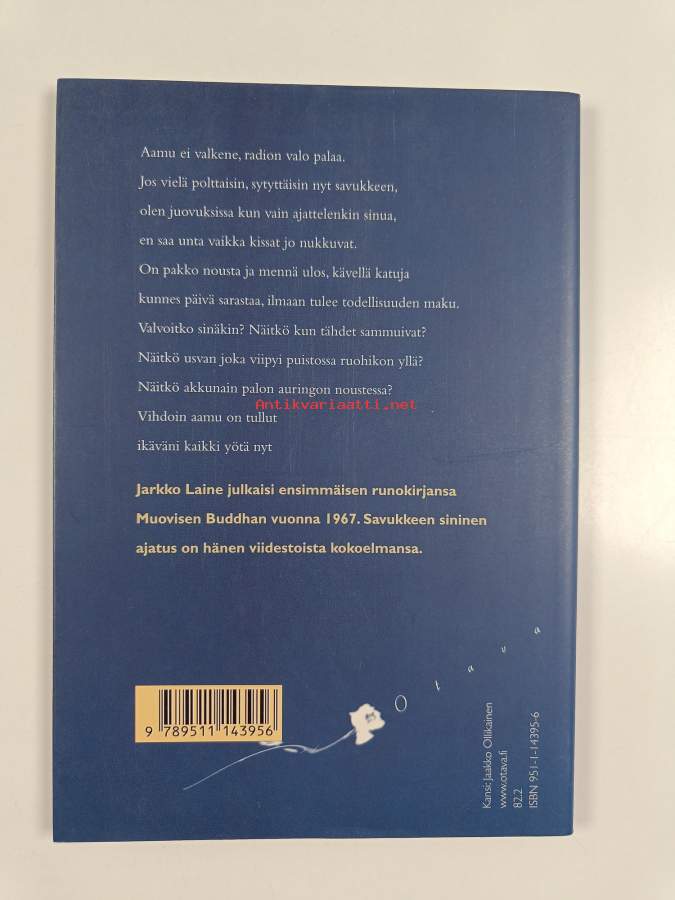 Aamu ei valkene, radion valo palaa.
Jos vielä polttaisin, sytyttäisin nyt savukkeen,
olen juovuksissa kun vain ajattelenkin sinua,
en saa unta vaikka kissat jo nukkuvat.
On pakko nousta ja mennä ulos, kävellä katuja
kunnes päivä sarastaa, ilmaan tulee todellisuuden maku.
Valvoitko sinäkin? Näitkö kun tähdet sammuivat?
Näitkö usvan joka viipyi puistossa ruohikon yllä?
Näitkö akkunain palon auringon noustessa?
Antikvariaatti.net
Vihdoin aamu on tullut
ikäväni kaikki yötä nyt
Jarkko Laine julkaisi ensimmäisen runokirjansa
Muovisen Buddhan vuonna 1967. Savukkeen sininen
ajatus on hänen viidestoista kokoelmansa.
Otava
9 789511 143956
Kansi: Jaakko Ollikainen
www.otava.fi
82.2
ISBN 951-1-14395-6